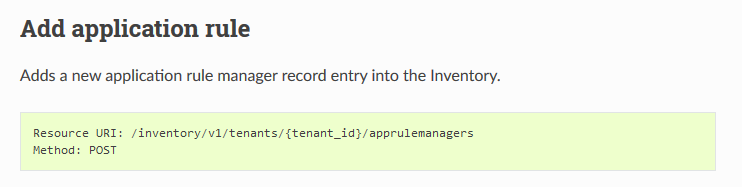 Add application rule
Adds a new application rule manager record entry into the Inventory.
Resource URI: /inventory/v1/tenants/{tenant_id}/apprulemanagers
Method: POST